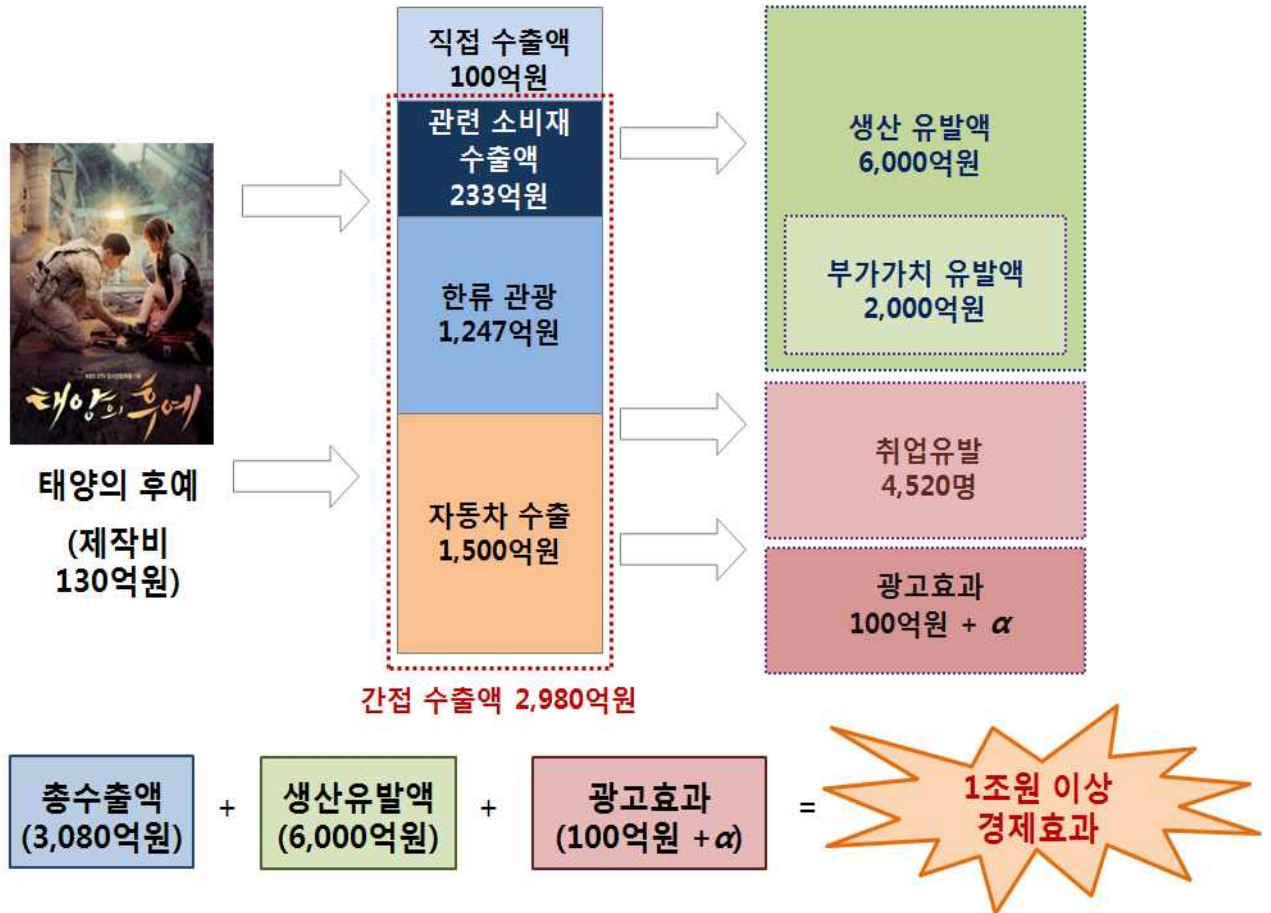 직접 수출액
100억원
관련 소비재
수출액
233억원
한류 관광
1,247억원
자동차 수출
1,500억원
간접 수출액 2,980억원
생산 유발액
6,000억원
부가가치 유발액
2,000억원
취업유발
4,520명
광고효과
100억원 + α
태양의 후예
태양의 후예
(제작비
130억원)
총수출액
(3,080억원)
+
생산유발액
(6,000억원)
+
광고효과
(100억원 +α)
=
1조원 이상
경제효과